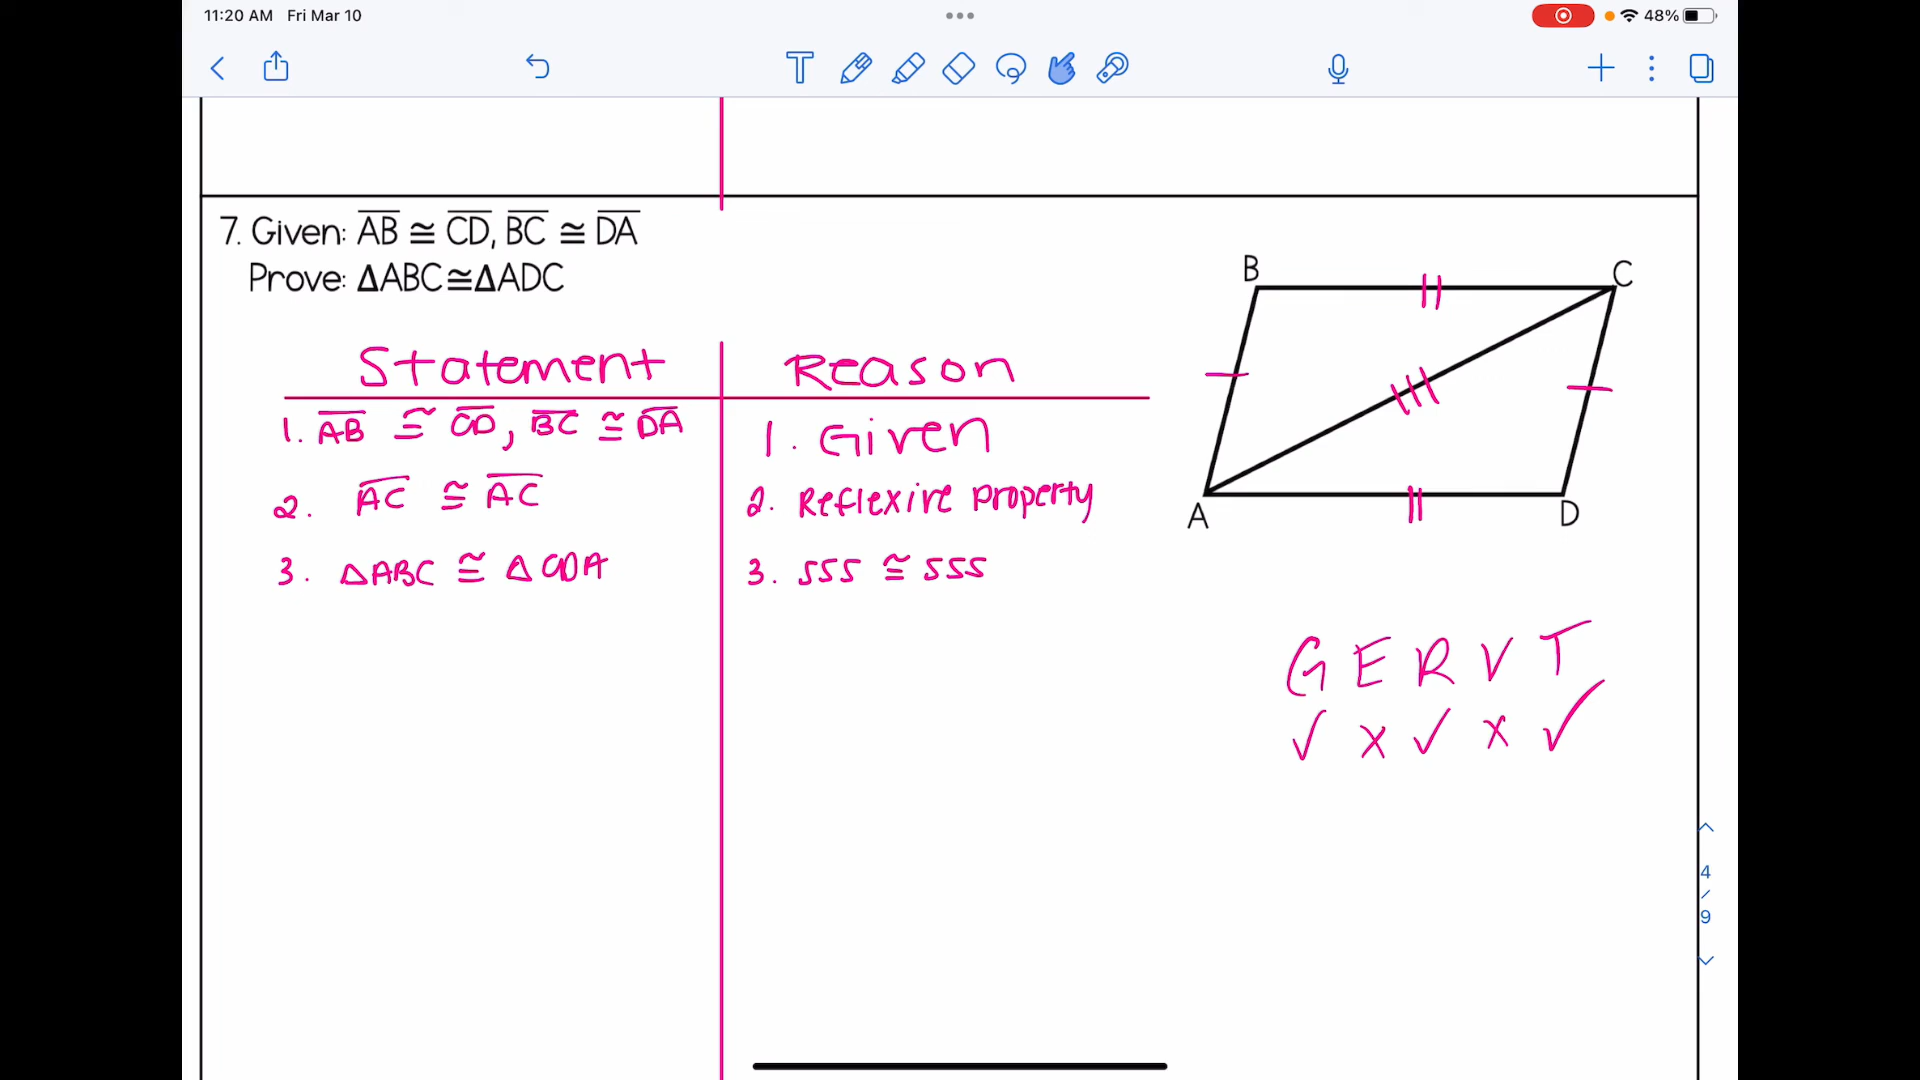 11:20 AM Fri Mar 10
48%
T
7. Given: AB ≅ CD, BC ≅ DA
Prove: ΔABC≅ΔADC
B
C
A
D
Statement
Reason
1. AB ≅ CD, BC ≅ DA
1. Given
2. AC ≅ AC
2. Reflexive Property
3. ΔABC ≅ ΔCDA
3. SSS ≅ SSS
G E R V T
✓ x ✓ x ✓
4
/
9